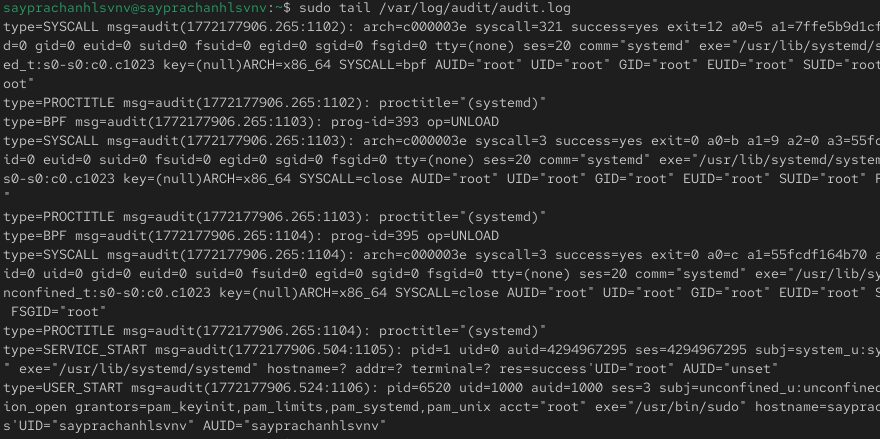 sayprachanhlsvnv@sayprachanhlsvnv:~$ sudo tail /var/log/audit/audit.log
type=SYSCALL msg=audit(1772177906.265:1102): arch=c000003e syscall=321 success=yes exit=12 a0=5 a1=7ffe5b9d1cf
d=0 gid=0 euid=0 suid=0 fsuid=0 egid=0 sgid=0 fsgid=0 tty=(none) ses=20 comm="systemd" exe="/usr/lib/systemd/s
ed_t:s0-s0:c0.c1023 key=(null)ARCH=x86_64 SYSCALL=bpf AUID="root" UID="root" GID="root" EUID="root" SUID="root
oot"
type=PROCTITLE msg=audit(1772177906.265:1102): proctitle="(systemd)"
type=BPF msg=audit(1772177906.265:1103): prog-id=393 op=UNLOAD
type=SYSCALL msg=audit(1772177906.265:1103): arch=c000003e syscall=3 success=yes exit=0 a0=b a1=9 a2=0 a3=55fc
id=0 euid=0 suid=0 fsuid=0 egid=0 sgid=0 fsgid=0 tty=(none) ses=20 comm="systemd" exe="/usr/lib/systemd/system
s0-s0:c0.c1023 key=(null)ARCH=x86_64 SYSCALL=close AUID="root" UID="root" GID="root" EUID="root" SUID="root" F
"
type=PROCTITLE msg=audit(1772177906.265:1103): proctitle="(systemd)"
type=BPF msg=audit(1772177906.265:1104): prog-id=395 op=UNLOAD
type=SYSCALL msg=audit(1772177906.265:1104): arch=c000003e syscall=3 success=yes exit=0 a0=c a1=55fcdf164b70 a
id=0 uid=0 gid=0 euid=0 suid=0 fsuid=0 egid=0 sgid=0 fsgid=0 tty=(none) ses=20 comm="systemd" exe="/usr/lib/sy
nconfined_t:s0-s0:c0.c1023 key=(null)ARCH=x86_64 SYSCALL=close AUID="root" UID="root" GID="root" EUID="root" S
FSGID="root"
type=PROCTITLE msg=audit(1772177906.265:1104): proctitle="(systemd)"
type=SERVICE_START msg=audit(1772177906.504:1105): pid=1 uid=0 auid=4294967295 ses=4294967295 subj=system_u:sy
" exe="/usr/lib/systemd/systemd" hostname=? addr=? terminal=? res=success'UID="root" AUID="unset"
type=USER_START msg=audit(1772177906.524:1106): pid=6520 uid=1000 auid=1000 ses=3 subj=unconfined_u:unconfined
ion_open grantors=pam_keyinit,pam_limits,pam_systemd,pam_unix acct="root" exe="/usr/bin/sudo" hostname=sayprac
s'UID="sayprachanhlsvnv" AUID="sayprachanhlsvnv"